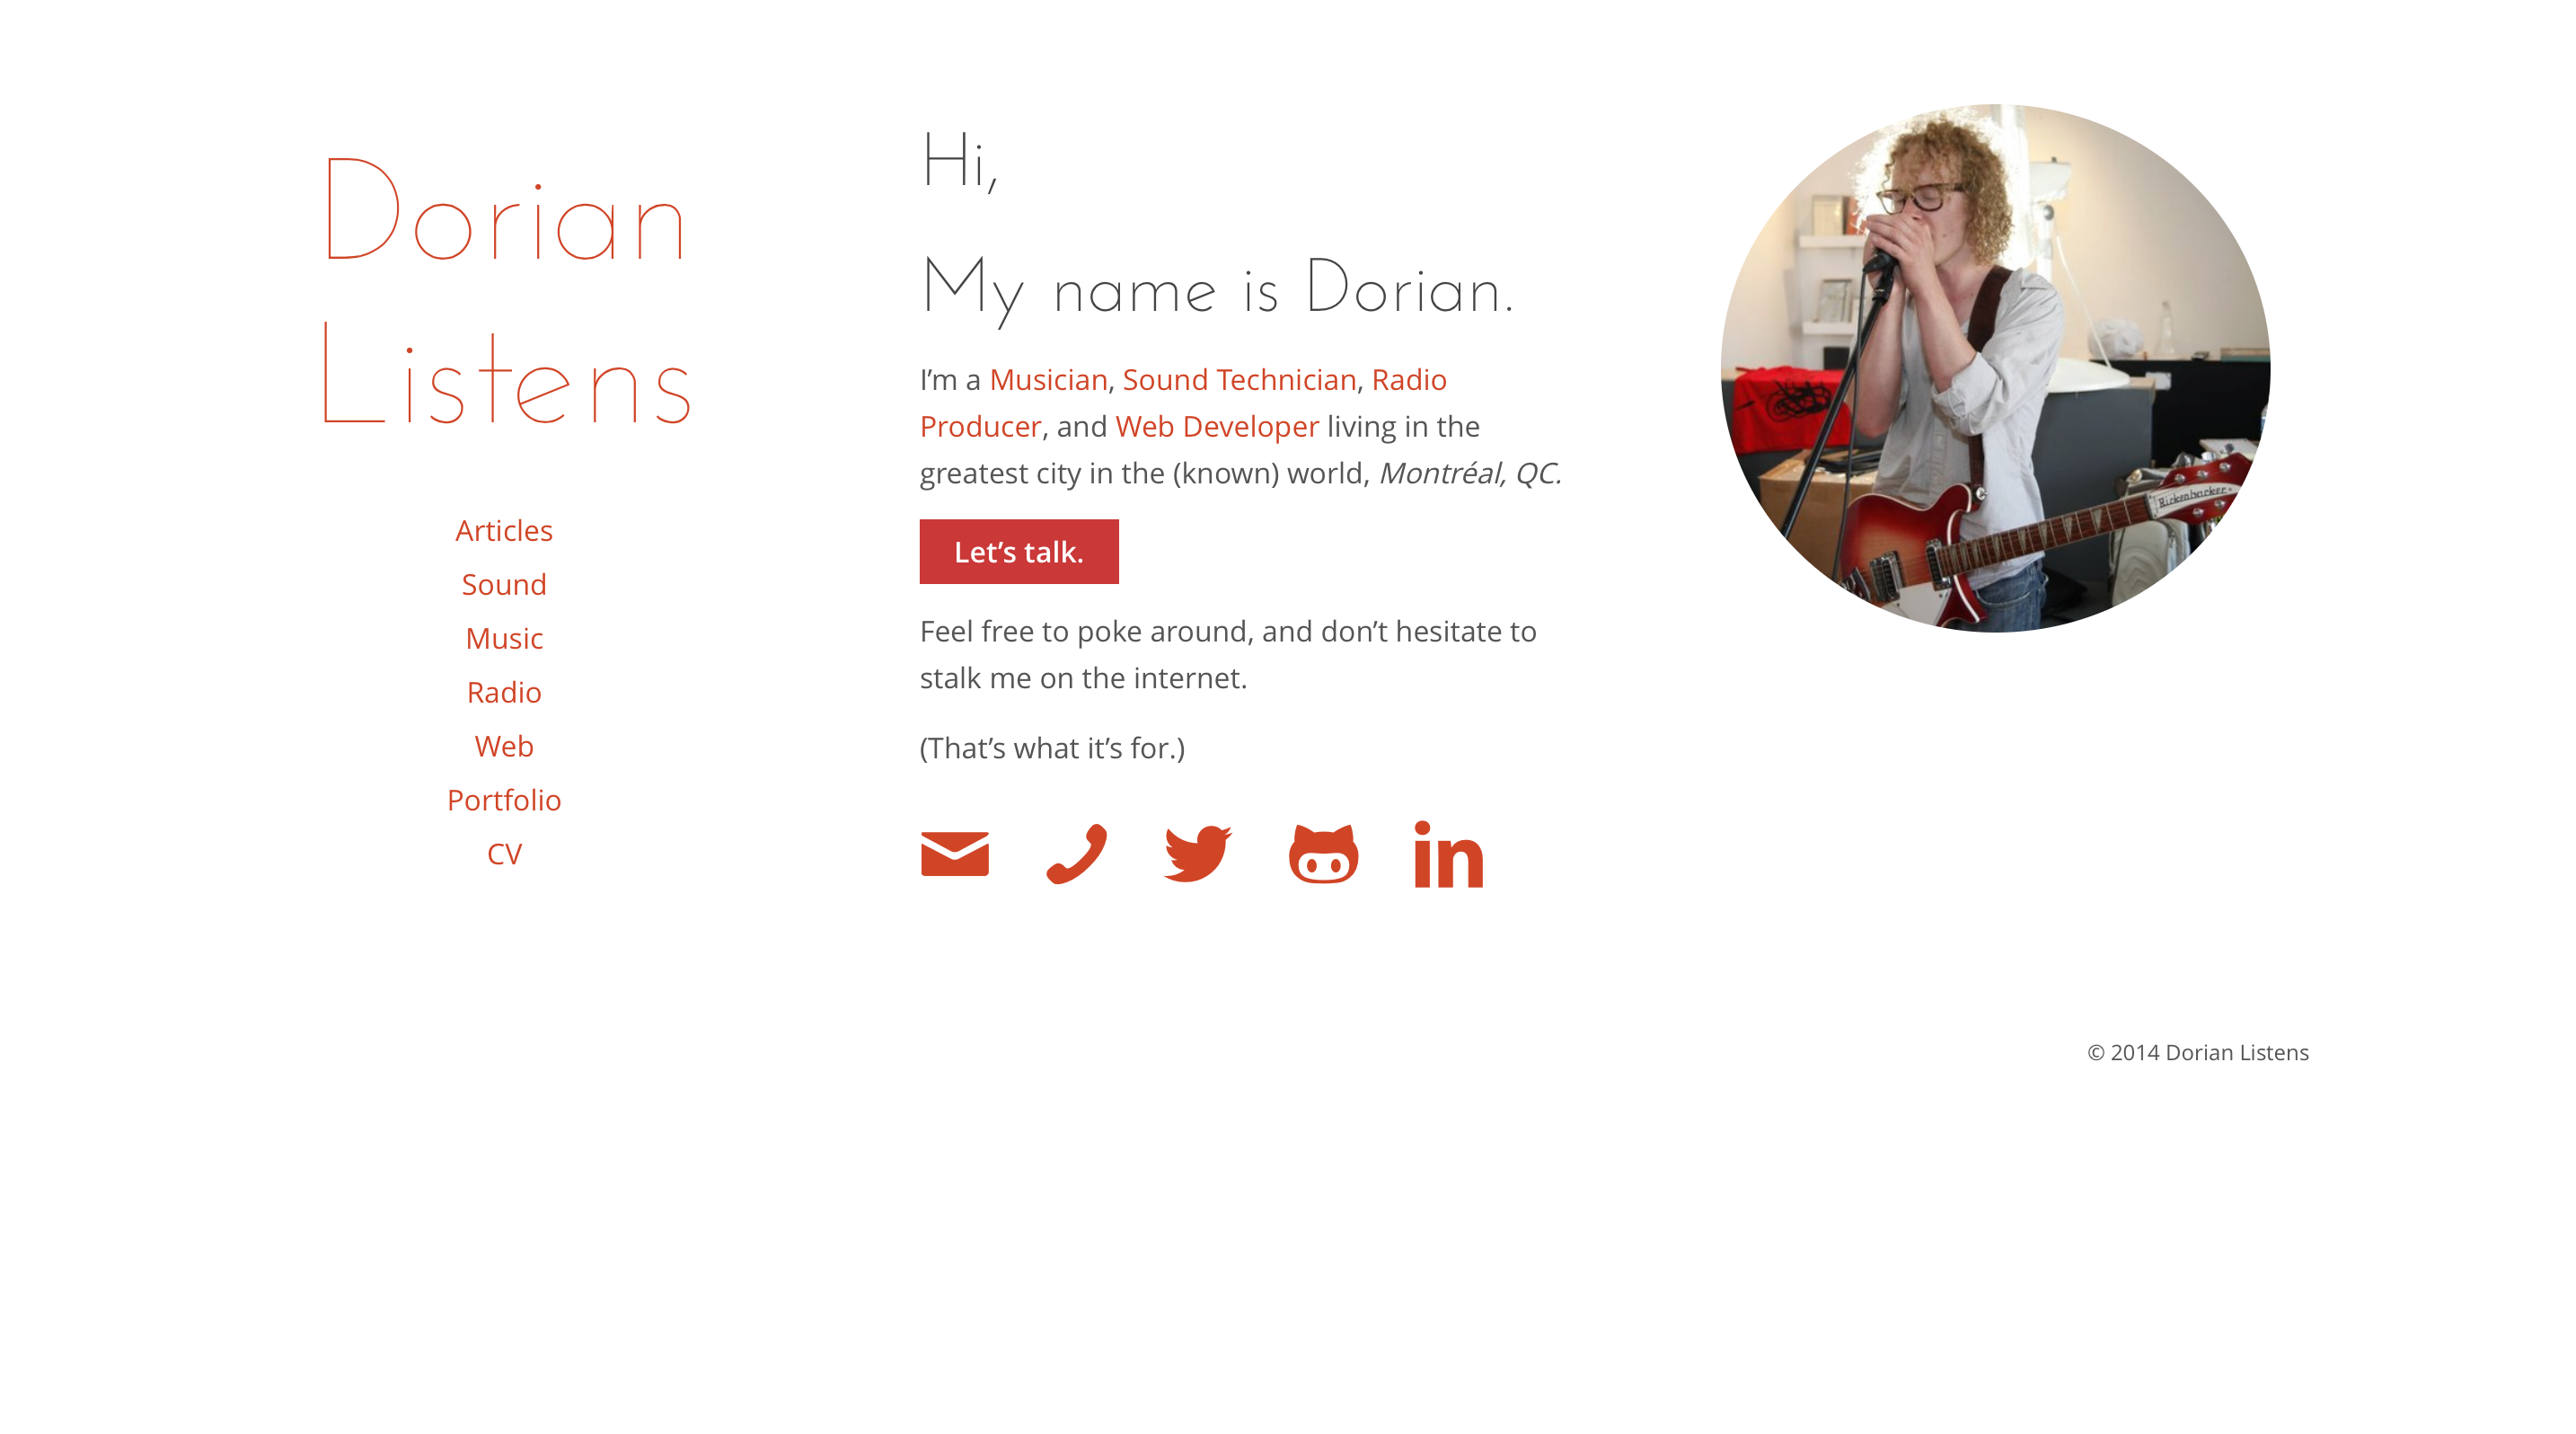 Dorian
Listens
Articles
Sound
Music
Radio
Web
Portfolio
CV
Hi,
My name is Dorian.
I’m a Musician, Sound Technician, Radio
Producer, and Web Developer living in the
greatest city in the (known) world, Montréal, QC.
Let’s talk.
Feel free to poke around, and don’t hesitate to
stalk me on the internet.
(That’s what it’s for.)
in
Rickenbacker
© 2014 Dorian Listens